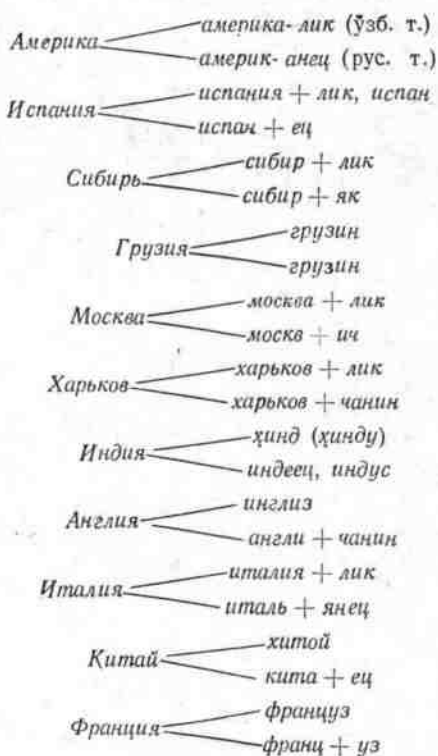 америка-лик (ўзб. т.)
Америка
америк-анец (рус. т.)
испания + лик, испан
Испания
испан + ец
сибир + лик
Сибирь
сибир + як
грузин
Грузия
грузин
москва + лик
Москва
москв + ич
харьков + лик
Харьков
харьков + чанин
ҳинд (ҳинду)
Индия
индеец, индус
инглиз
Англия
англи + чанин
италия + лик
Италия
италь + янец
хитой
Китай
кита + ец
француз
Франция
франц + уз